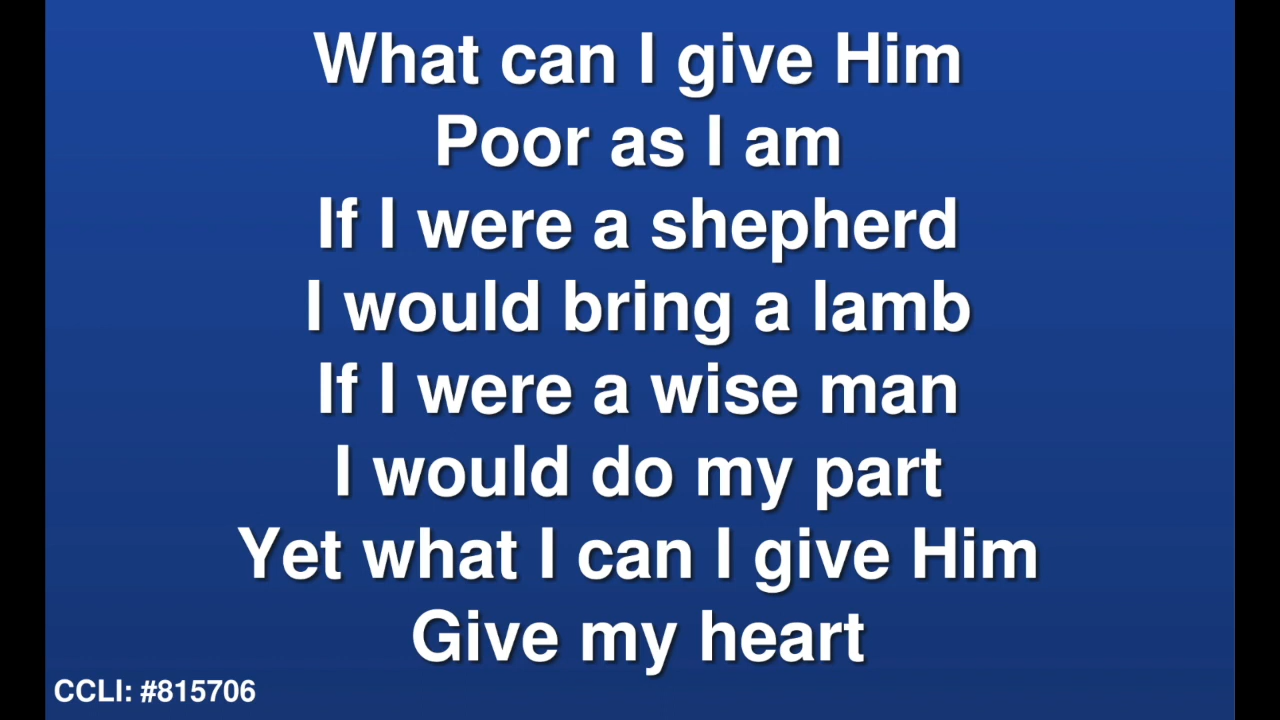 What can I give Him
Poor as I am
If I were a shepherd
I would bring a lamb
If I were a wise man
I would do my part
Yet what I can I give Him
Give my heart
CCLI: #815706